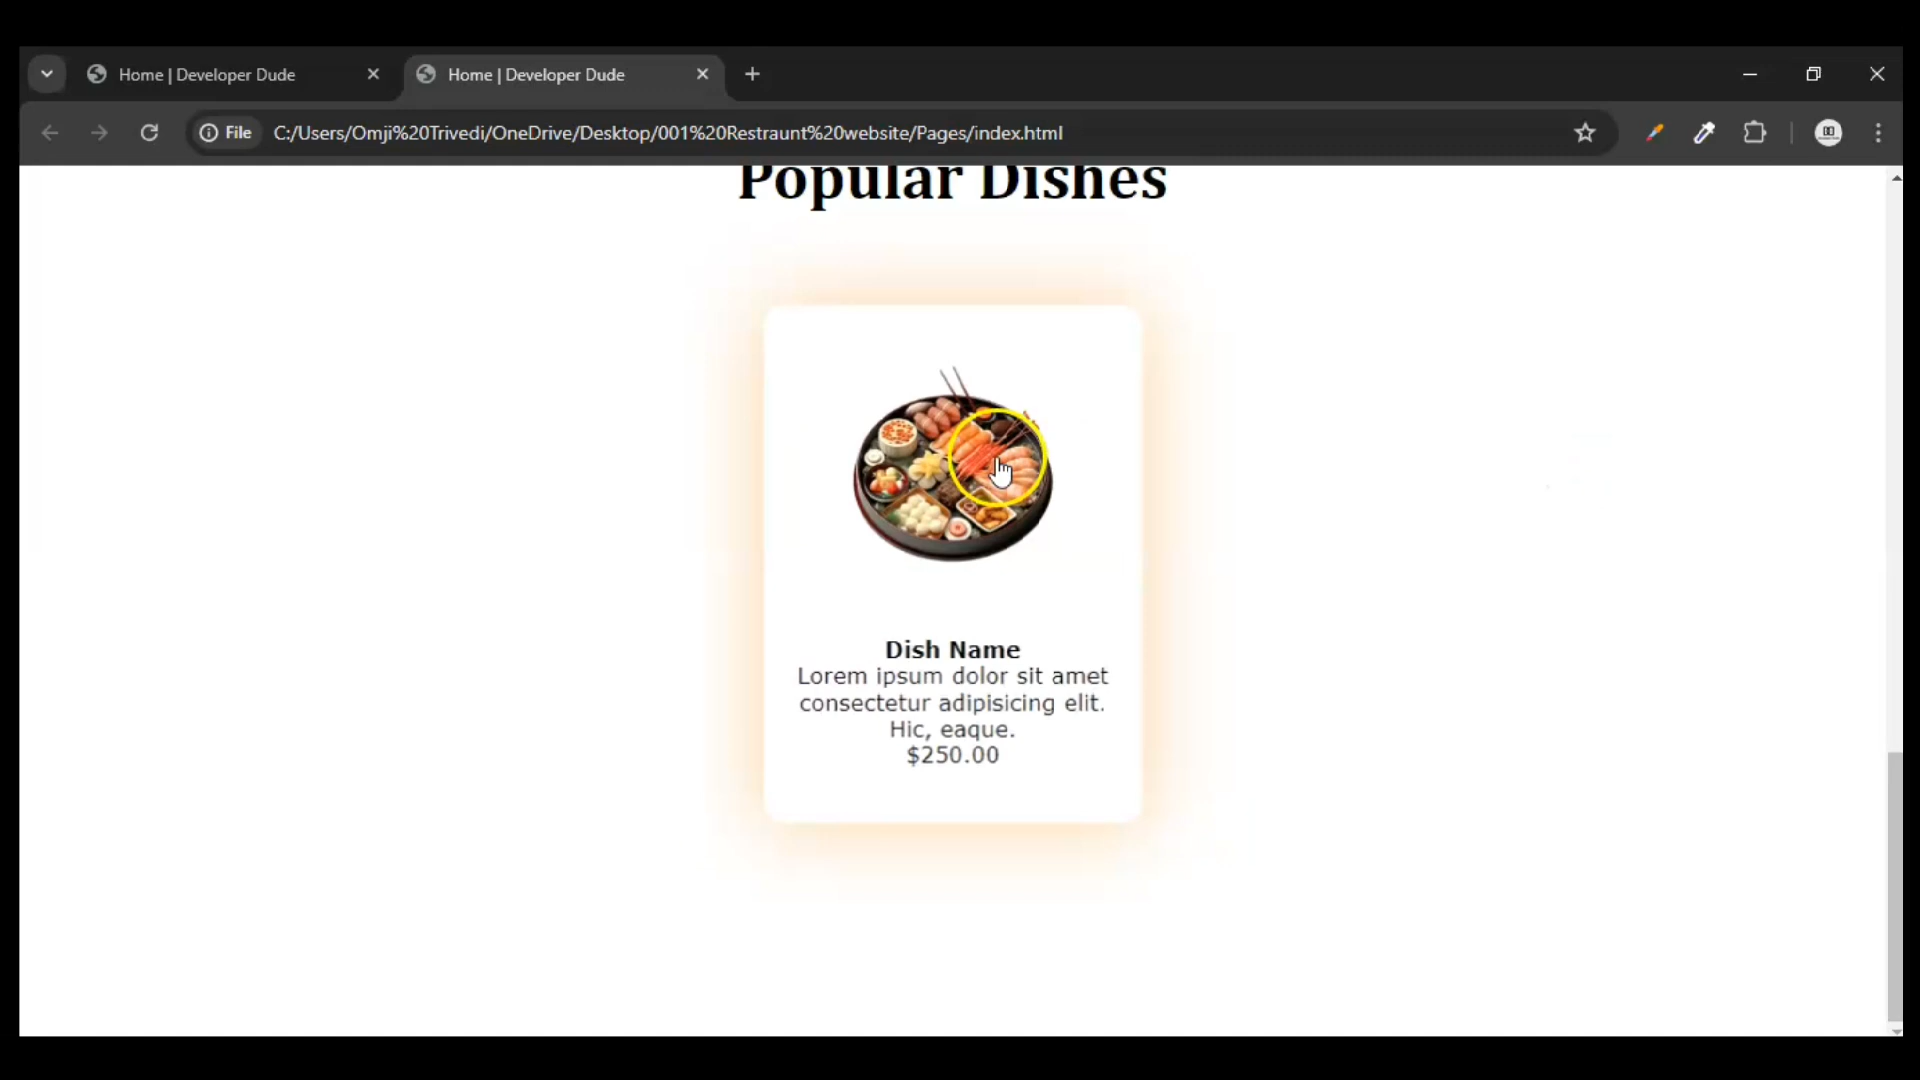 Home | Developer Dude
Home | Developer Dude
File
C:/Users/Omji%20Trivedi/OneDrive/Desktop/001%20Restraunt%20website/Pages/index.html
Popular Dishes
Dish Name
Lorem ipsum dolor sit amet
consectetur adipisicing elit.
Hic, eaque.
$250.00